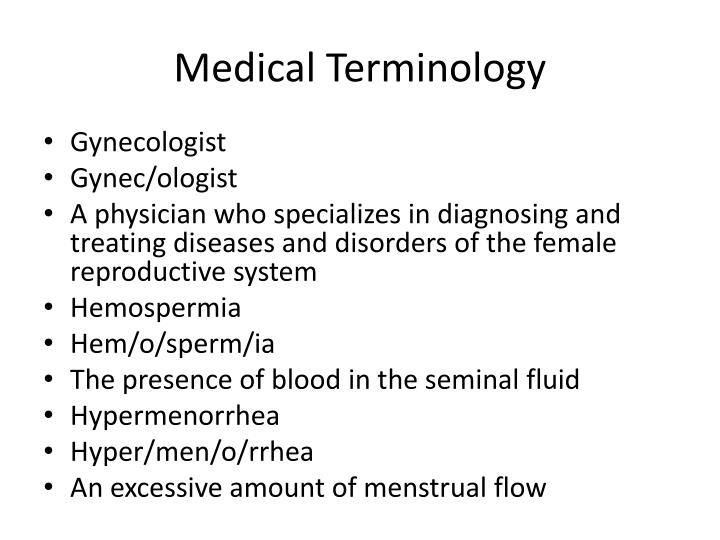 Medical Terminology
• Gynecologist
• Gynec/ologist
• A physician who specializes in diagnosing and
treating diseases and disorders of the female
reproductive system
• Hemospermia
• Hem/o/sperm/ia
• The presence of blood in the seminal fluid
• Hypermenorrhea
• Hyper/men/o/rrhea
• An excessive amount of menstrual flow